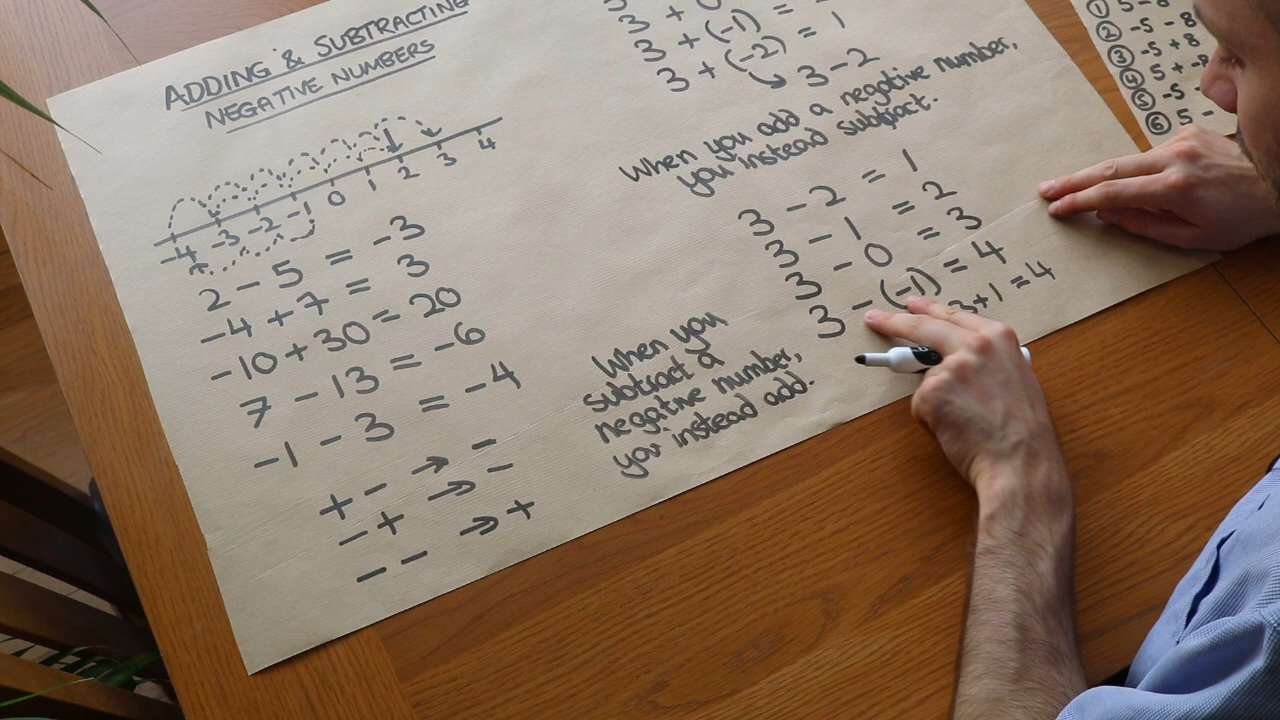 ADDING & SUBTRACTING
NEGATIVE NUMBERS
-4 -3 -2 -1 0 1 2 3 4
2 - 5 = -3
-4 + 7 = 3
-10 + 30 = 20
7 - 13 = -6
-1 - 3 = -4
+ - → -
- + → -
- - → +
3 + (-1) =
3 + (-2) = 1
3 - 2
When you add a negative number,
you instead subtract.
3 - 2 = 1
3 - 1 = 2
3 - 0 = 3
3 - (-1) = 4
3+1 = 4
When you
subtract a
negative number,
you instead add.
① 5 - 8
② -5 - 8
③ -5 + 8
④ 5 + -8
⑤ -5 -
⑥ 5 -